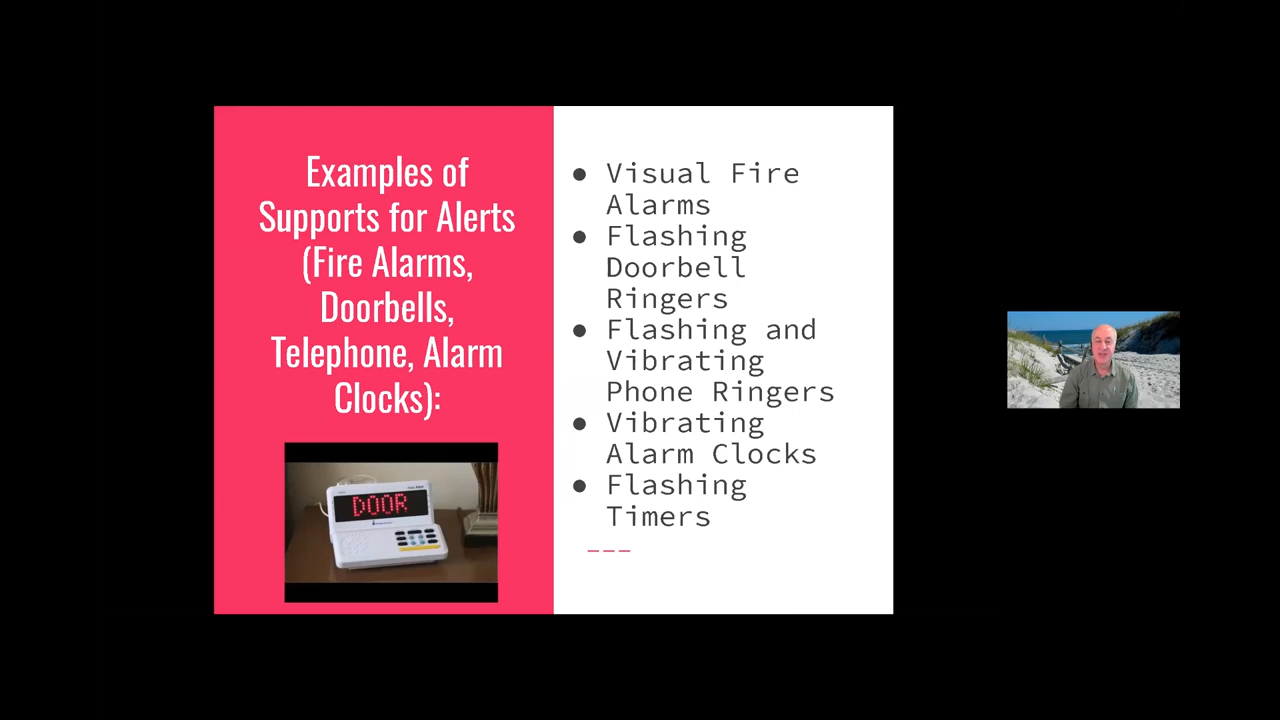 Examples of
Supports for Alerts
(Fire Alarms,
Doorbells,
Telephone, Alarm
Clocks):
DOOR
● Visual Fire
Alarms
● Flashing
Doorbell
Ringers
● Flashing and
Vibrating
Phone Ringers
● Vibrating
Alarm Clocks
● Flashing
Timers